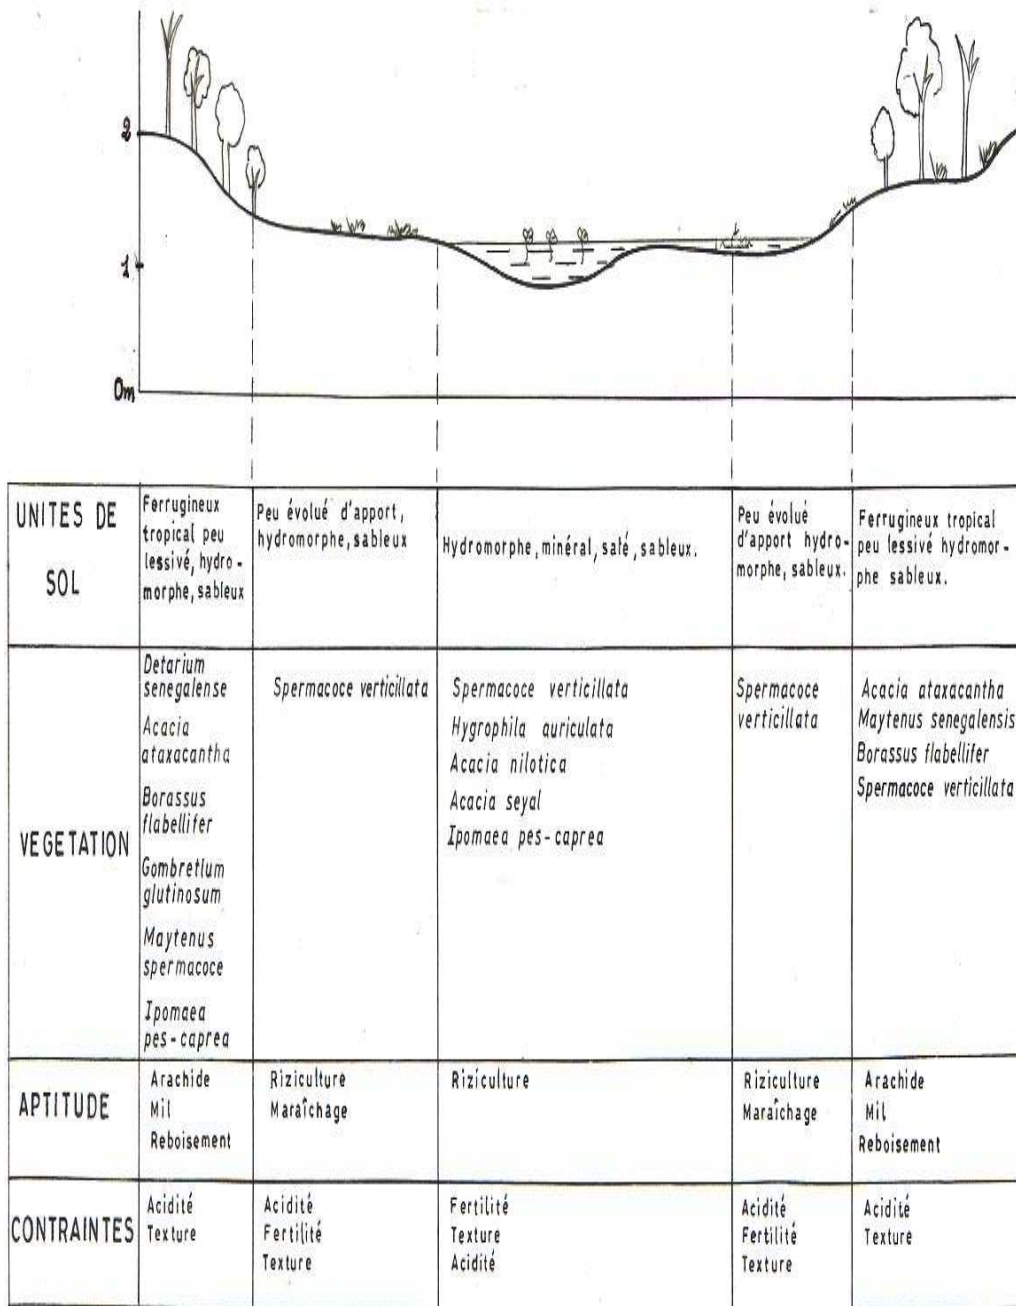 2
1
0m
UNITES DE
SOL
Ferrugineux
tropical peu
lessivé, hydro-
morphe, sableux
Peu évolué d'apport,
hydromorphe, sableux
Hydromorphe, minéral, salé, sableux.
Peu évolué
d'apport hydro-
morphe, sableux.
Ferrugineux tropical
peu lessivé hydromor-
phe sableux.
VEGETATION
Detarium
senegalense
Acacia
ataxacantha
Borassus
flabellifer
Gombretlum
glutinosum
Maytenus
spermacoce
Ipomaea
pes-caprea
Spermacoce verticillata
Spermacoce verticillata
Hygrophila auriculata
Acacia nilotica
Acacia seyal
Ipomaea pes-caprea
Spermacoce
verticillata
Acacia ataxacantha
Maytenus senegalensis
Borassus flabellifer
Spermacoce verticillata
APTITUDE
Arachide
Mil
Reboisement
Riziculture
Maraîchage
Riziculture
Riziculture
Maraîchage
Arachide
Mil
Reboisement
CONTRAINTES
Acidité
Texture
Acidité
Fertilité
Texture
Fertilité
Texture
Acidité
Acidité
Fertilité
Texture
Acidité
Texture